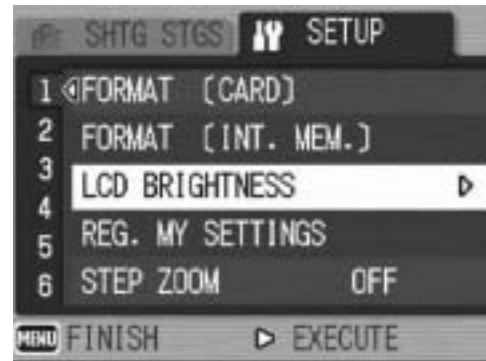 SHTG STGS SETUP
1 FORMAT [CARD]
2 FORMAT [INT. MEM.]
3 LCD BRIGHTNESS
4 REG. MY SETTINGS
5 STEP ZOOM OFF
6
MENU FINISH EXECUTE